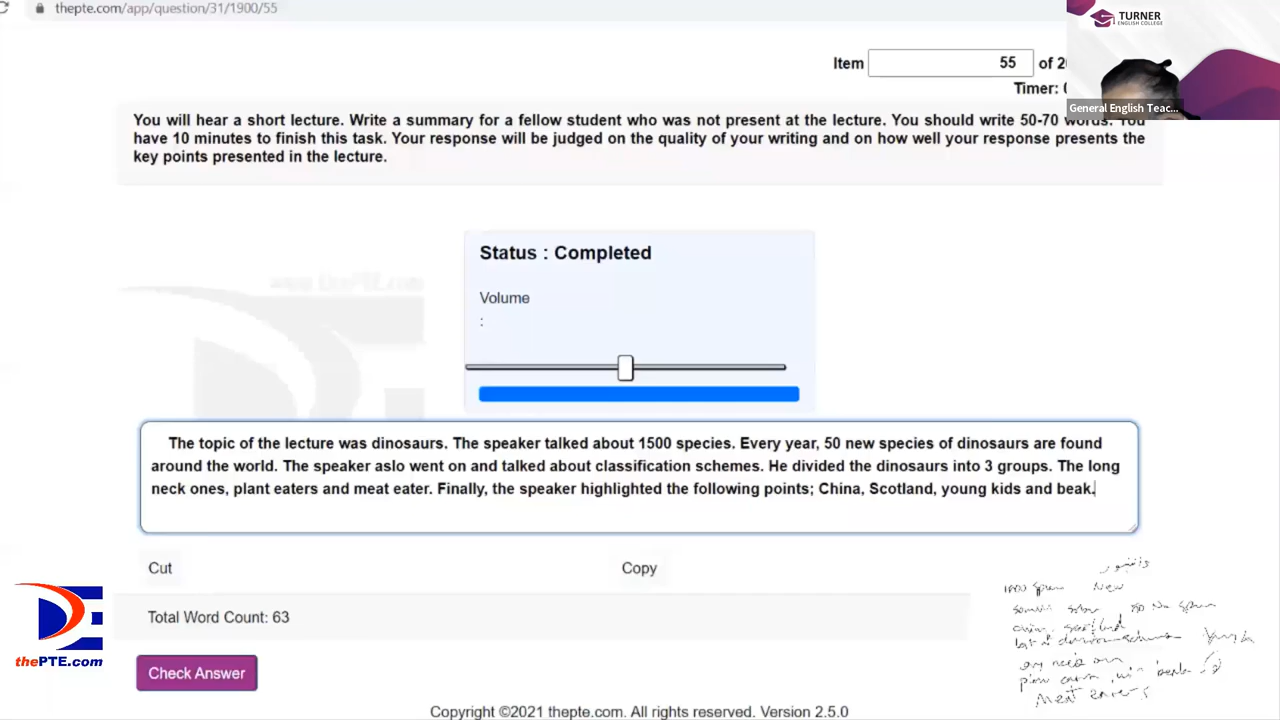 thepte.com/app/question/31/1900/55
TURNER
ENGLISH COLLEGE
Item 55 of 2
Timer:
General English Teac...
You will hear a short lecture. Write a summary for a fellow student who was not present at the lecture. You should write 50-70 words. You
have 10 minutes to finish this task. Your response will be judged on the quality of your writing and on how well your response presents the
key points presented in the lecture.
Status : Completed
Volume
:
The topic of the lecture was dinosaurs. The speaker talked about 1500 species. Every year, 50 new species of dinosaurs are found
around the world. The speaker aslo went on and talked about classification schemes. He divided the dinosaurs into 3 groups. The long
neck ones, plant eaters and meat eater. Finally, the speaker highlighted the following points; China, Scotland, young kids and beak.
Cut
Copy
Total Word Count: 63
thePTE.com
Check Answer
New
Meat
Copyright ©2021 thepte.com. All rights reserved. Version 2.5.0